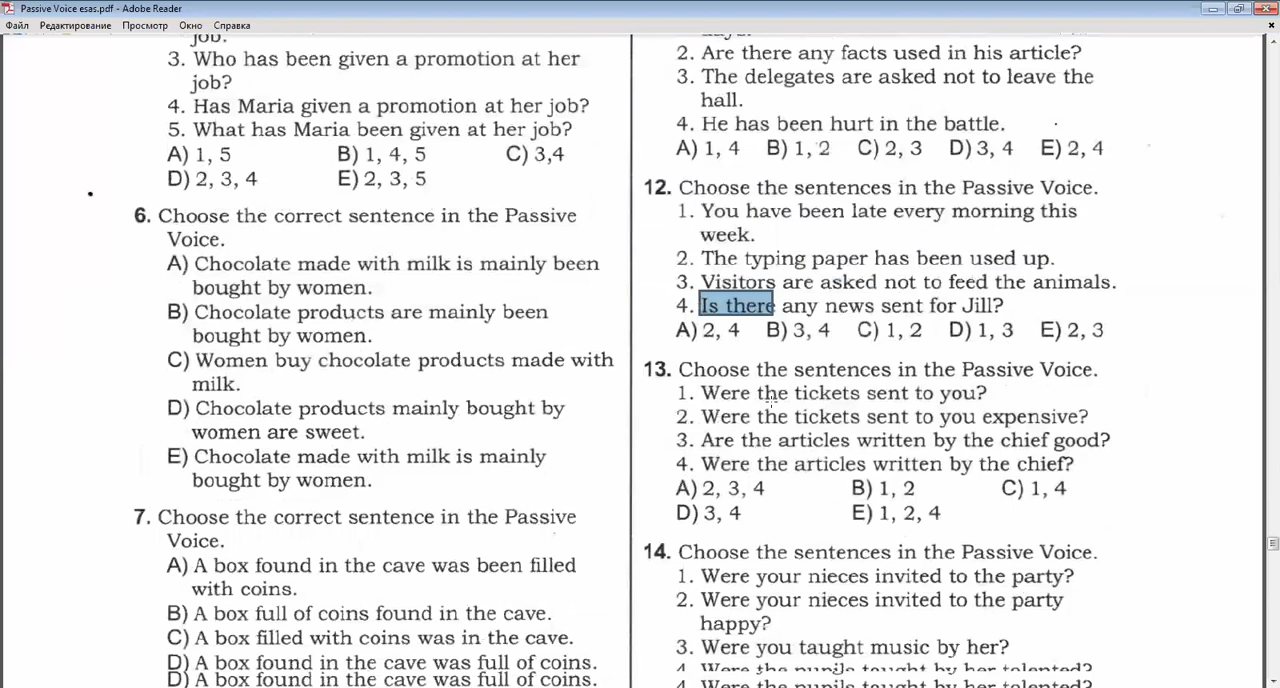 Passive Voice esas.pdf - Adobe Reader
Файл Редактирование Просмотр Окно Справка
job.
3. Who has been given a promotion at her
job?
4. Has Maria given a promotion at her job?
5. What has Maria been given at her job?
A) 1, 5 B) 1, 4, 5 C) 3,4
D) 2, 3, 4 E) 2, 3, 5
6. Choose the correct sentence in the Passive
Voice.
A) Chocolate made with milk is mainly been
bought by women.
B) Chocolate products are mainly been
bought by women.
C) Women buy chocolate products made with
milk.
D) Chocolate products mainly bought by
women are sweet.
E) Chocolate made with milk is mainly
bought by women.
7. Choose the correct sentence in the Passive
Voice.
A) A box found in the cave was been filled
with coins.
B) A box full of coins found in the cave.
C) A box filled with coins was in the cave.
D) A box found in the cave was full of coins.
D) A box found in the cave was full of coins.
2. Are there any facts used in his article?
3. The delegates are asked not to leave the
hall.
4. He has been hurt in the battle.
A) 1, 4 B) 1, 2 C) 2, 3 D) 3, 4 E) 2, 4
12. Choose the sentences in the Passive Voice.
1. You have been late every morning this
week.
2. The typing paper has been used up.
3. Visitors are asked not to feed the animals.
4. Is there any news sent for Jill?
A) 2, 4 B) 3, 4 C) 1, 2 D) 1, 3 E) 2, 3
13. Choose the sentences in the Passive Voice.
1. Were the tickets sent to you?
2. Were the tickets sent to you expensive?
3. Are the articles written by the chief good?
4. Were the articles written by the chief?
A) 2, 3, 4 B) 1, 2 C) 1, 4
D) 3, 4 E) 1, 2, 4
14. Choose the sentences in the Passive Voice.
1. Were your nieces invited to the party?
2. Were your nieces invited to the party
happy?
3. Were you taught music by her?
4. Were the pupils taught by her talented?
4. Were the pupils taught by her talented?